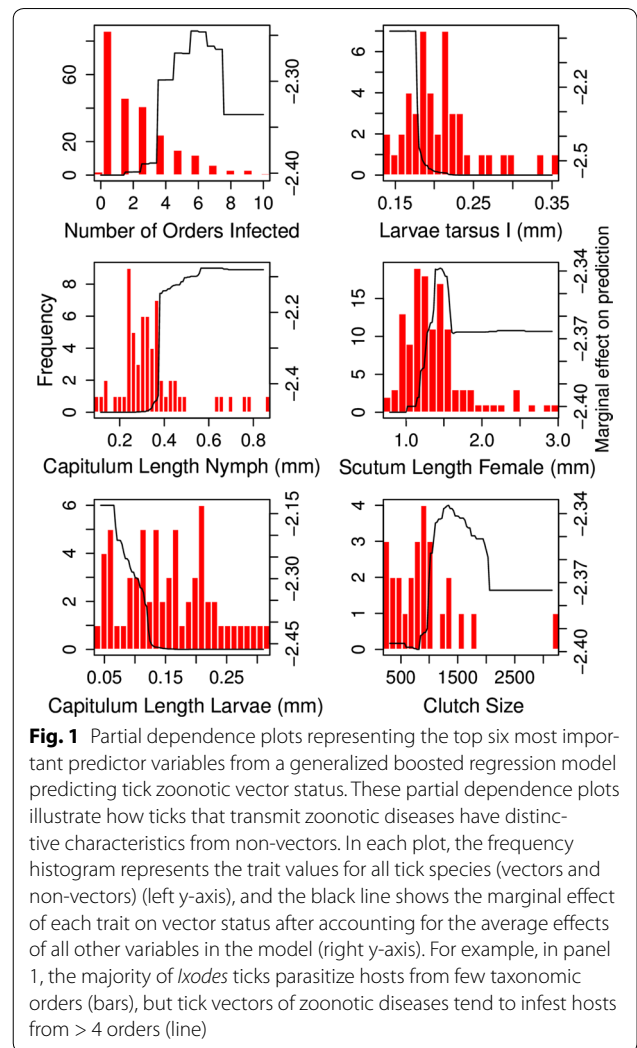 0 20 60
−2.40 −2.30
0 2 4 6 8 10
Number of Orders Infected
0 2 4 6
−2.5 −2.2
0.15 0.25 0.35
Larvae tarsus I (mm)
Frequency
0 2 4 6 8
−2.4 −2.2
0.2 0.4 0.6 0.8
Capitulum Length Nymph (mm)
0 5 10 15
−2.40 −2.37 −2.34
Marginal effect on prediction
1.0 2.0 3.0
Scutum Length Female (mm)
0 2 4 6
−2.45 −2.30 −2.15
0.05 0.15 0.25
Capitulum Length Larvae (mm)
0 1 2 3 4
−2.40 −2.37 −2.34
500 1500 2500
Clutch Size
Fig. 1 Partial dependence plots representing the top six most impor-
tant predictor variables from a generalized boosted regression model
predicting tick zoonotic vector status. These partial dependence plots
illustrate how ticks that transmit zoonotic diseases have distinc-
tive characteristics from non-vectors. In each plot, the frequency
histogram represents the trait values for all tick species (vectors and
non-vectors) (left y-axis), and the black line shows the marginal effect
of each trait on vector status after accounting for the average effects
of all other variables in the model (right y-axis). For example, in panel
1, the majority of Ixodes ticks parasitize hosts from few taxonomic
orders (bars), but tick vectors of zoonotic diseases tend to infest hosts
from > 4 orders (line)